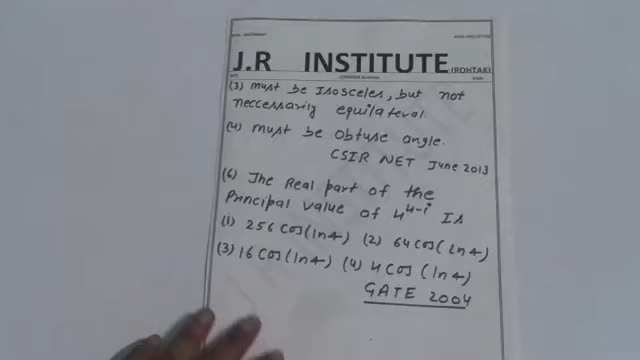 J.R INSTITUTE (ROHTAK)
(3) must be Isosceles, but not
neccessarily equilateral.
(4) must be obtuse angle.
CSIR NET June 2013
(6) The Real part of the
Principal value of 4^{4-i} Is
(1) 256 Cos(ln4) (2) 64 Cos(ln4)
(3) 16 Cos(ln4) (4) 4 Cos(ln4)
GATE 2004